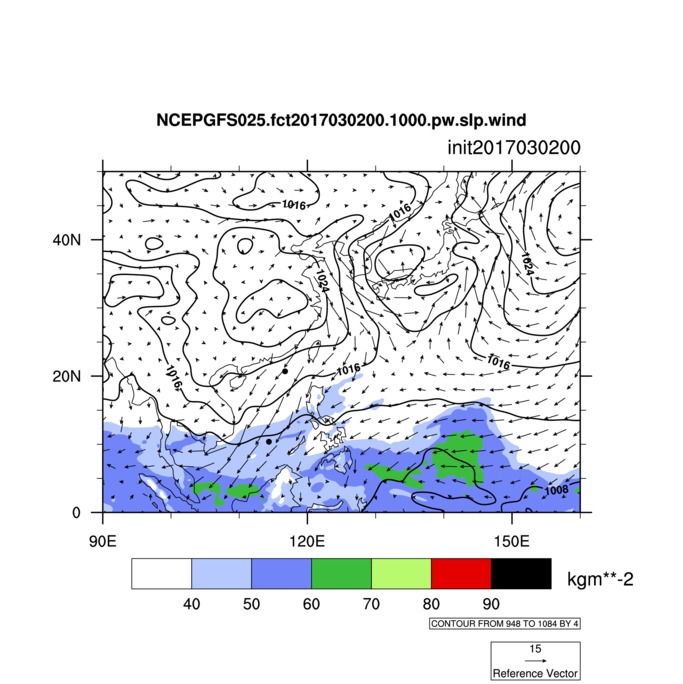 NCEPGFS025.fct2017030200.1000.pw.slp.wind
init2017030200
1016
1016
40N
1024
1024
1016
1016
1016
20N
10
1008
0
90E
120E
150E
kgm**-2
40
50
60
70
80
90
CONTOUR FROM 948 TO 1084 BY 4
15
Reference Vector